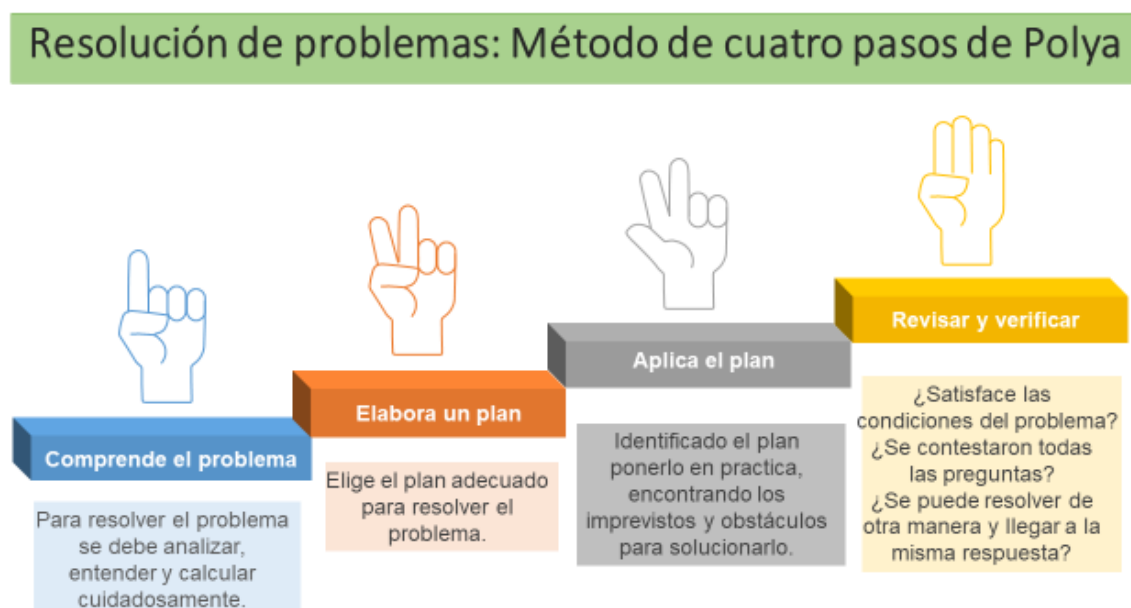 Resolución de problemas: Método de cuatro pasos de Polya
Comprende el problema
Para resolver el problema
se debe analizar,
entender y calcular
cuidadosamente.
Elabora un plan
Elige el plan adecuado
para resolver el
problema.
Aplica el plan
Identificado el plan
ponerlo en practica,
encontrando los
imprevistos y obstáculos
para solucionarlo.
Revisar y verificar
¿Satisface las
condiciones del problema?
¿Se contestaron todas
las preguntas?
¿Se puede resolver de
otra manera y llegar a la
misma respuesta?